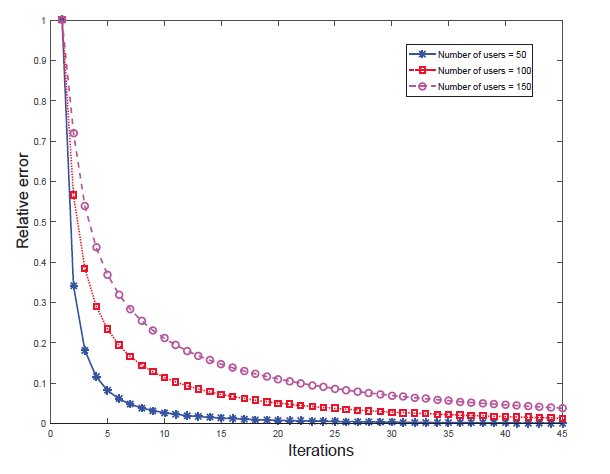 1
0.9
0.8
0.7
0.6
0.5
0.4
0.3
0.2
0.1
0
Relative error
Number of users = 50
Number of users = 100
Number of users = 150
0 5 10 15 20 25 30 35 40 45
Iterations